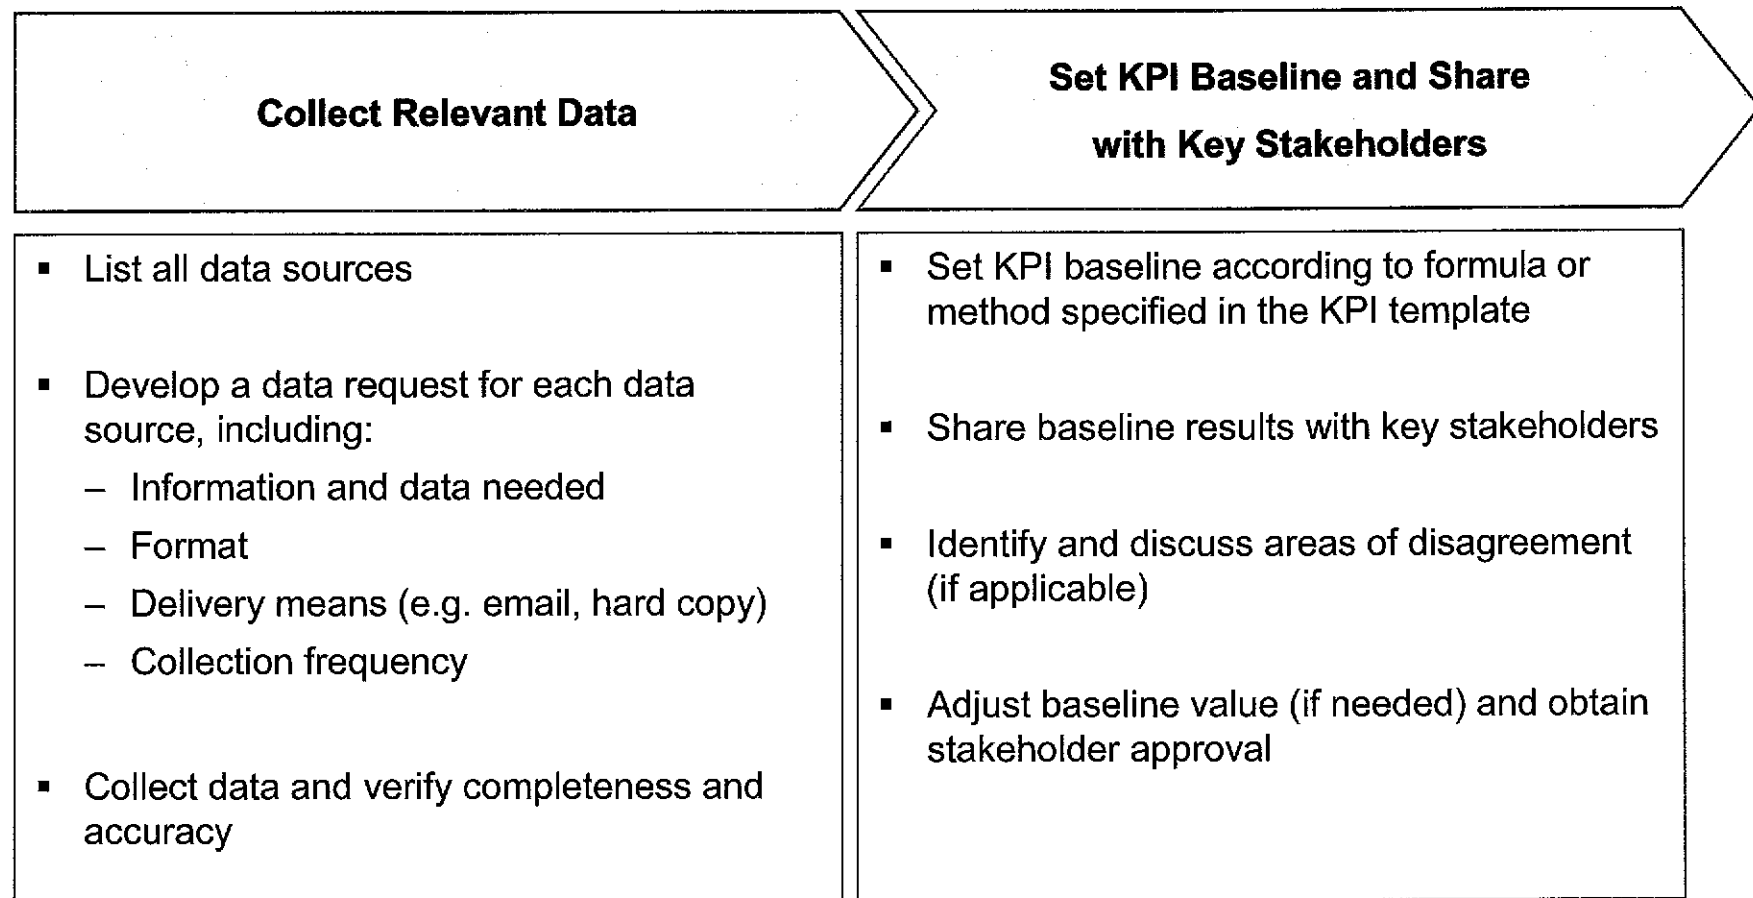 Collect Relevant Data
Set KPI Baseline and Share
with Key Stakeholders
▪ List all data sources
▪ Develop a data request for each data
source, including:
– Information and data needed
– Format
– Delivery means (e.g. email, hard copy)
– Collection frequency
▪ Collect data and verify completeness and
accuracy
▪ Set KPI baseline according to formula or
method specified in the KPI template
▪ Share baseline results with key stakeholders
▪ Identify and discuss areas of disagreement
(if applicable)
▪ Adjust baseline value (if needed) and obtain
stakeholder approval